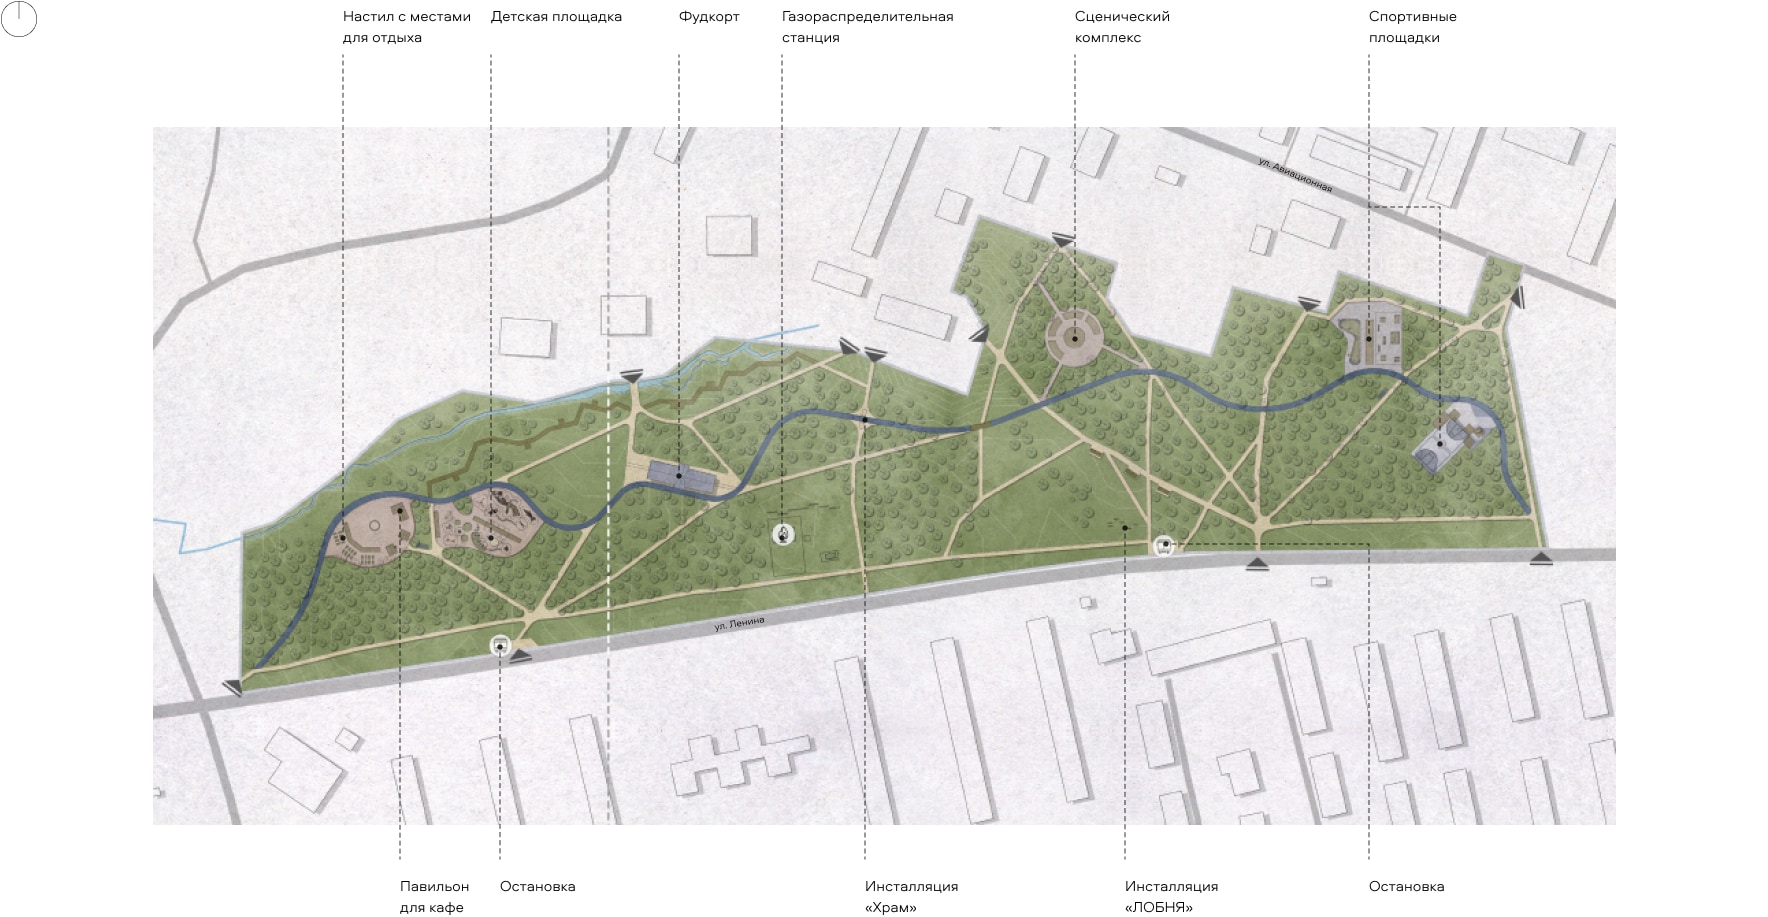 Настил с местами
для отдыха
Детская площадка
Фудкорт
Газораспределительная
станция
Сценический
комплекс
Спортивные
площадки
ул. Авиационная
ул. Ленина
Павильон
для кафе
Остановка
Инсталляция
«Храм»
Инсталляция
«ЛОБНЯ»
Остановка